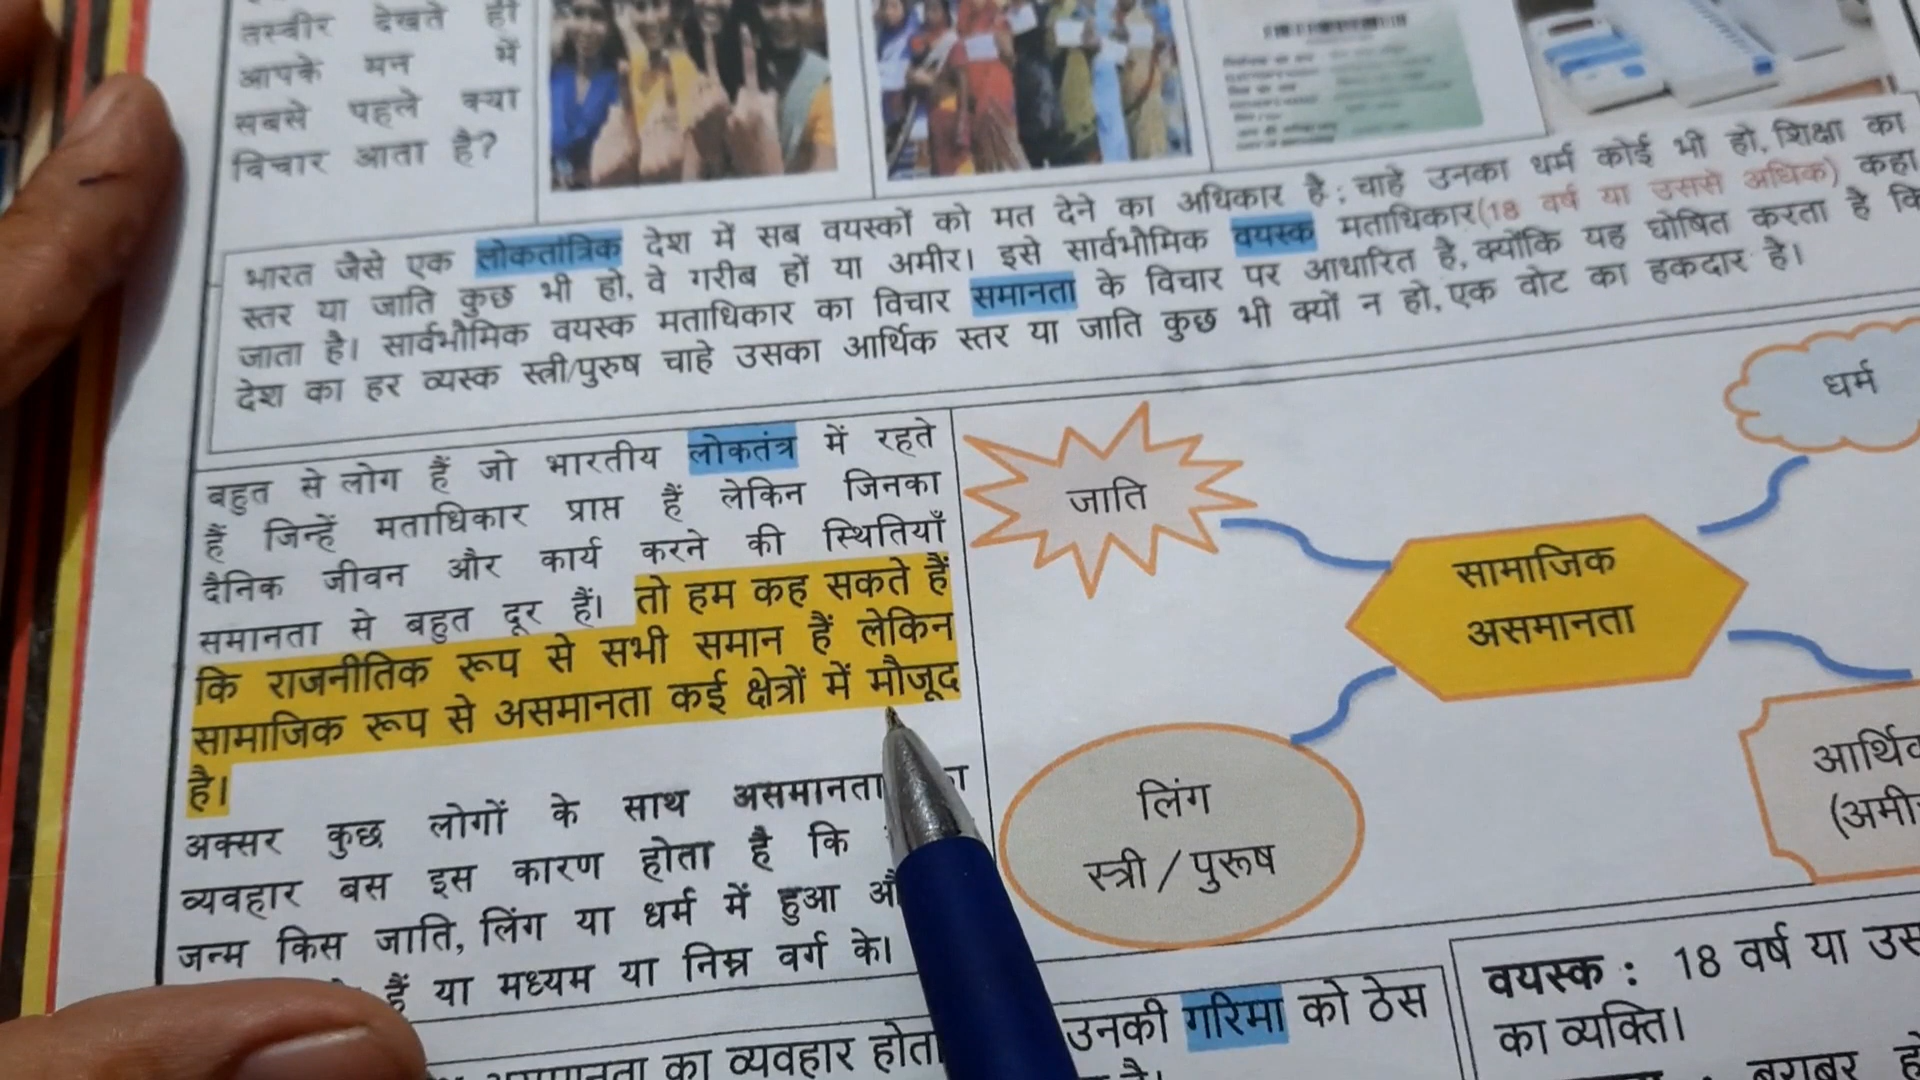 तस्वीर देखते ही
आपके मन में
सबसे पहले क्या
विचार आता है?
भारत जैसे एक लोकतांत्रिक देश में सब वयस्कों को मत देने का अधिकार है; चाहे उनका धर्म कोई भी हो, शिक्षा का
स्तर या जाति कुछ भी हो, वे गरीब हों या अमीर। इसे सार्वभौमिक वयस्क मताधिकार(18 वर्ष या उससे अधिक) कहा
जाता है। सार्वभौमिक वयस्क मताधिकार का विचार समानता के विचार पर आधारित है, क्योंकि यह घोषित करता है कि
देश का हर व्यस्क स्त्री/पुरुष चाहे उसका आर्थिक स्तर या जाति कुछ भी क्यों न हो, एक वोट का हकदार है।
बहुत से लोग हैं जो भारतीय लोकतंत्र में रहते
हैं जिन्हें मताधिकार प्राप्त हैं लेकिन जिनका
दैनिक जीवन और कार्य करने की स्थितियाँ
समानता से बहुत दूर हैं। तो हम कह सकते हैं
कि राजनीतिक रूप से सभी समान हैं लेकिन
सामाजिक रूप से असमानता कई क्षेत्रों में मौजूद
है।
अक्सर कुछ लोगों के साथ असमानता
व्यवहार बस इस कारण होता है कि
जन्म किस जाति, लिंग या धर्म में हुआ
हैं या मध्यम या निम्न वर्ग के।
जाति
धर्म
सामाजिक
असमानता
लिंग
स्त्री / पुरूष
आर्थिक
वयस्क : 18 वर्ष या
का व्यक्ति।
असमानता का व्यवहार होता उनकी गरिमा को ठेस
है।
बराबर